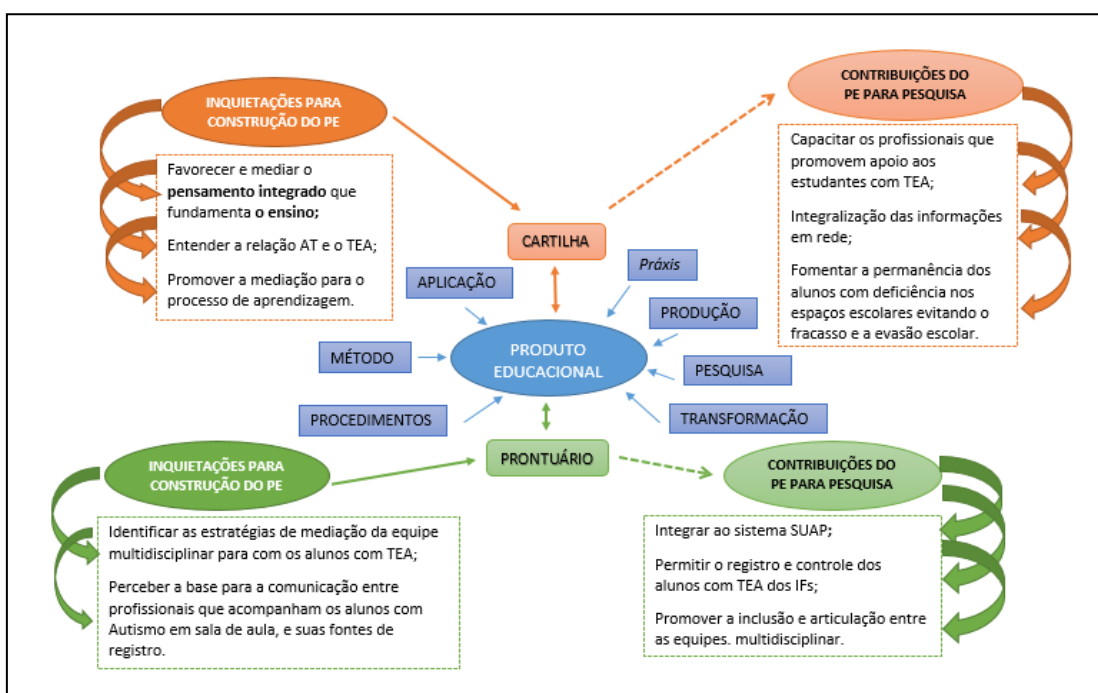 INQUIETAÇÕES PARA
CONSTRUÇÃO DO PE
Favorecer e mediar o
pensamento integrado que
fundamenta o ensino;
Entender a relação AT e o TEA;
Promover a mediação para o
processo de aprendizagem.
CONTRIBUIÇÕES DO
PE PARA PESQUISA
Capacitar os profissionais que
promovem apoio aos
estudantes com TEA;
Integralização das informações
em rede;
Fomentar a permanência dos
alunos com deficiência nos
espaços escolares evitando o
fracasso e a evasão escolar.
CARTILHA
APLICAÇÃO
Práxis
MÉTODO
PRODUTO
EDUCACIONAL
PRODUÇÃO
PESQUISA
PROCEDIMENTOS
TRANSFORMAÇÃO
PRONTUÁRIO
INQUIETAÇÕES PARA
CONSTRUÇÃO DO PE
Identificar as estratégias de mediação da equipe
multidisciplinar para com os alunos com TEA;
Perceber a base para a comunicação entre
profissionais que acompanham os alunos com
Autismo em sala de aula, e suas fontes de
registro.
CONTRIBUIÇÕES DO
PE PARA PESQUISA
Integrar ao sistema SUAP;
Permitir o registro e controle dos
alunos com TEA dos IFs;
Promover a inclusão e articulação entre
as equipes. multidisciplinar.